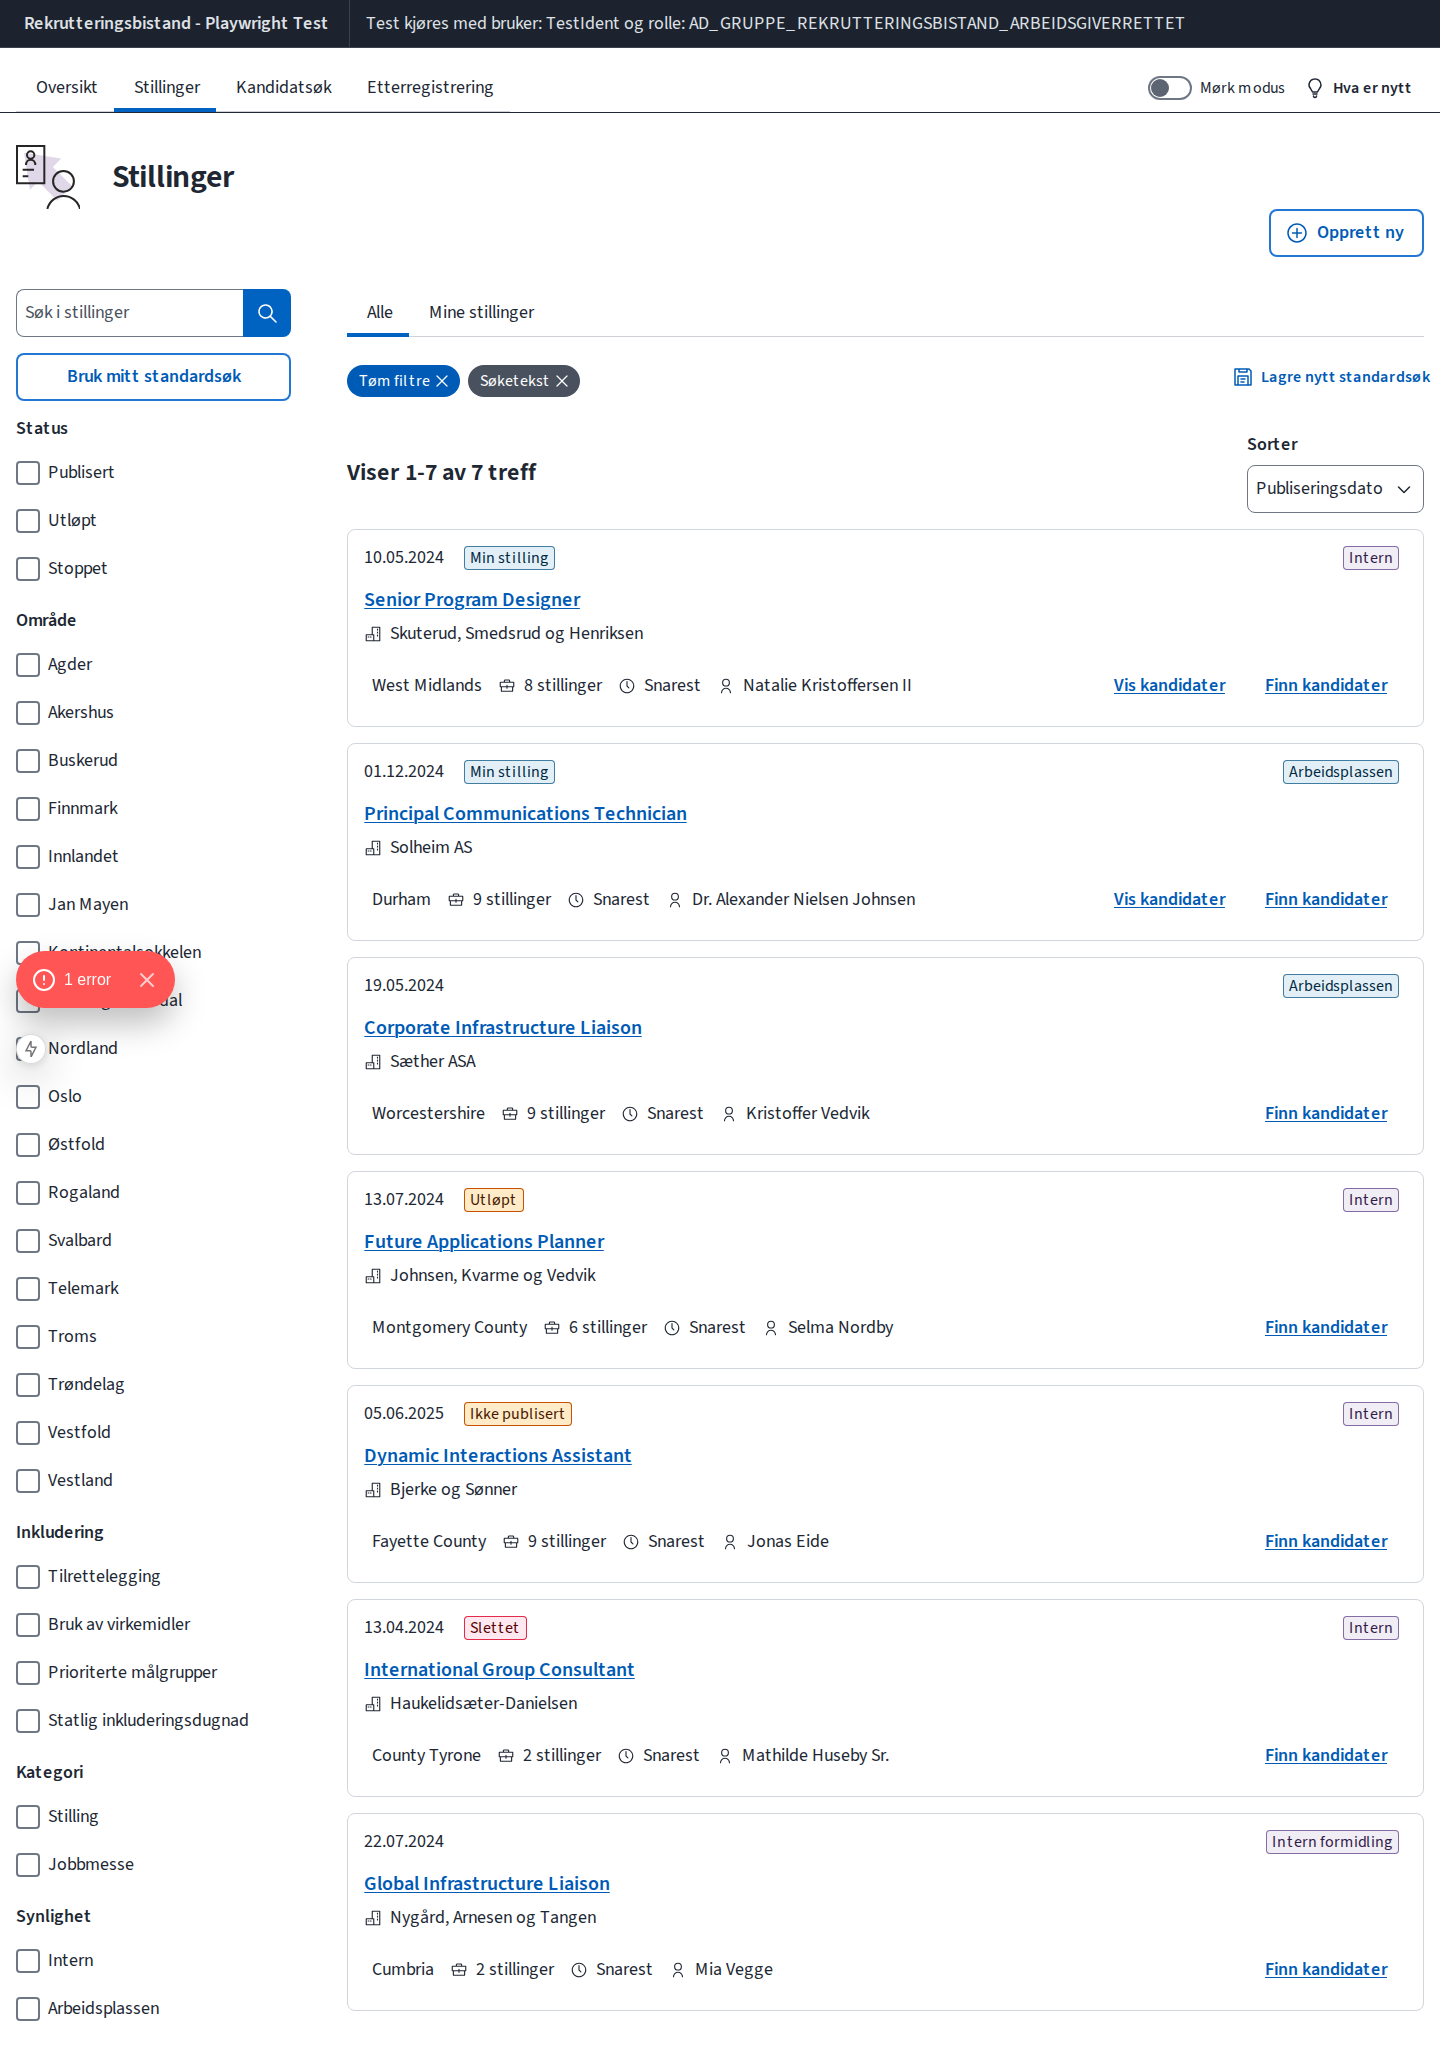 Rekrutteringsbistand - Playwright Test
Test kjøres med bruker: TestIdent og rolle: AD_GRUPPE_REKRUTTERINGSBISTAND_ARBEIDSGIVERRETTET
Oversikt
Stillinger
Kandidatsøk
Etterregistrering
Mørk modus
Hva er nytt
Stillinger
Opprett ny
Søk i stillinger
Bruk mitt standardsøk
Status
Publisert
Utløpt
Stoppet
Område
Agder
Akershus
Buskerud
Finnmark
Innlandet
Jan Mayen
1 error
Nordland
Oslo
Østfold
Rogaland
Svalbard
Telemark
Troms
Trøndelag
Vestfold
Vestland
Inkludering
Tilrettelegging
Bruk av virkemidler
Prioriterte målgrupper
Statlig inkluderingsdugnad
Kategori
Stilling
Jobbmesse
Synlighet
Intern
Arbeidsplassen
Alle
Mine stillinger
Tøm filtre
Søketekst
Lagre nytt standardsøk
Viser 1-7 av 7 treff
Sorter
Publiseringsdato
10.05.2024 Min stilling Intern
Senior Program Designer
Skuterud, Smedsrud og Henriksen
West Midlands 8 stillinger Snarest Natalie Kristoffersen II Vis kandidater Finn kandidater
01.12.2024 Min stilling Arbeidsplassen
Principal Communications Technician
Solheim AS
Durham 9 stillinger Snarest Dr. Alexander Nielsen Johnsen Vis kandidater Finn kandidater
19.05.2024 Arbeidsplassen
Corporate Infrastructure Liaison
Sæther ASA
Worcestershire 9 stillinger Snarest Kristoffer Vedvik Finn kandidater
13.07.2024 Utløpt Intern
Future Applications Planner
Johnsen, Kvarme og Vedvik
Montgomery County 6 stillinger Snarest Selma Nordby Finn kandidater
05.06.2025 Ikke publisert Intern
Dynamic Interactions Assistant
Bjerke og Sønner
Fayette County 9 stillinger Snarest Jonas Eide Finn kandidater
13.04.2024 Slettet Intern
International Group Consultant
Haukelidsæter-Danielsen
County Tyrone 2 stillinger Snarest Mathilde Huseby Sr. Finn kandidater
22.07.2024 Intern formidling
Global Infrastructure Liaison
Nygård, Arnesen og Tangen
Cumbria 2 stillinger Snarest Mia Vegge Finn kandidater